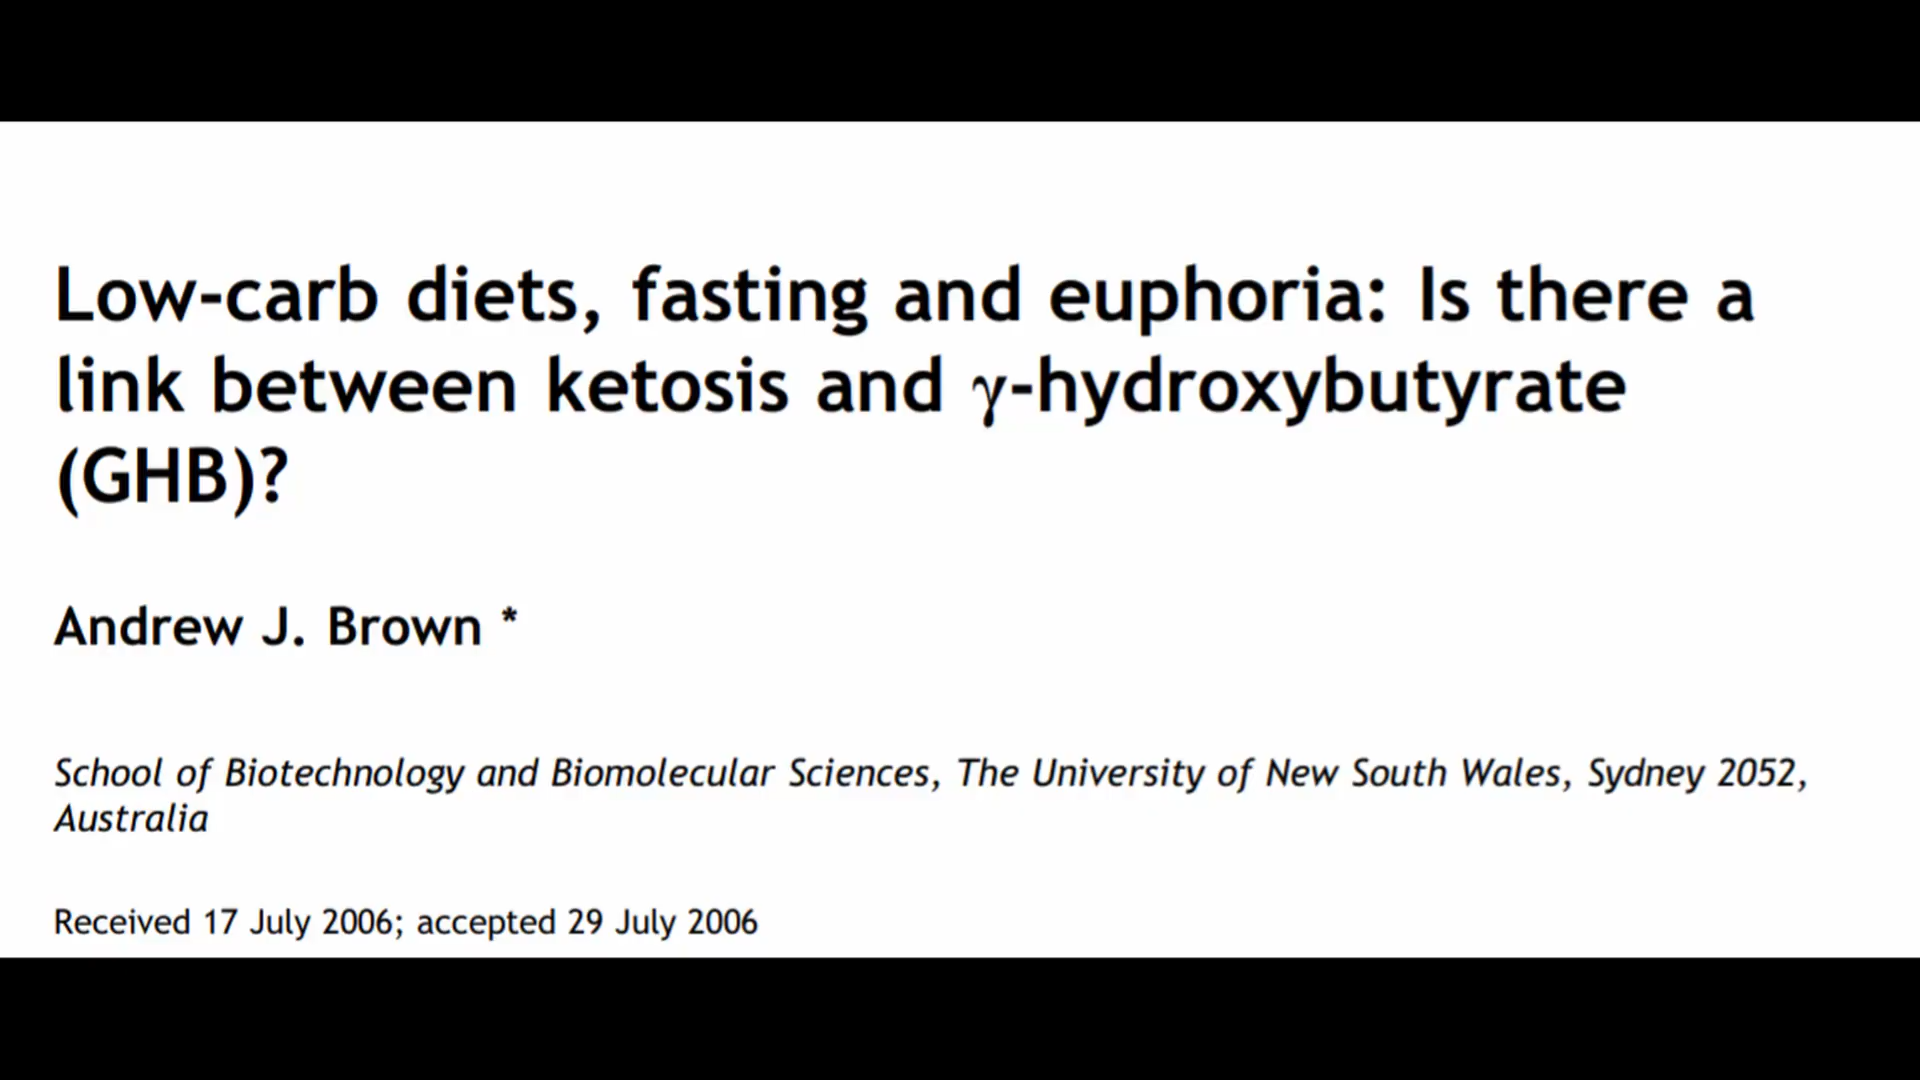 Low-carb diets, fasting and euphoria: Is there a
link between ketosis and γ-hydroxybutyrate
(GHB)?
Andrew J. Brown *
School of Biotechnology and Biomolecular Sciences, The University of New South Wales, Sydney 2052,
Australia
Received 17 July 2006; accepted 29 July 2006